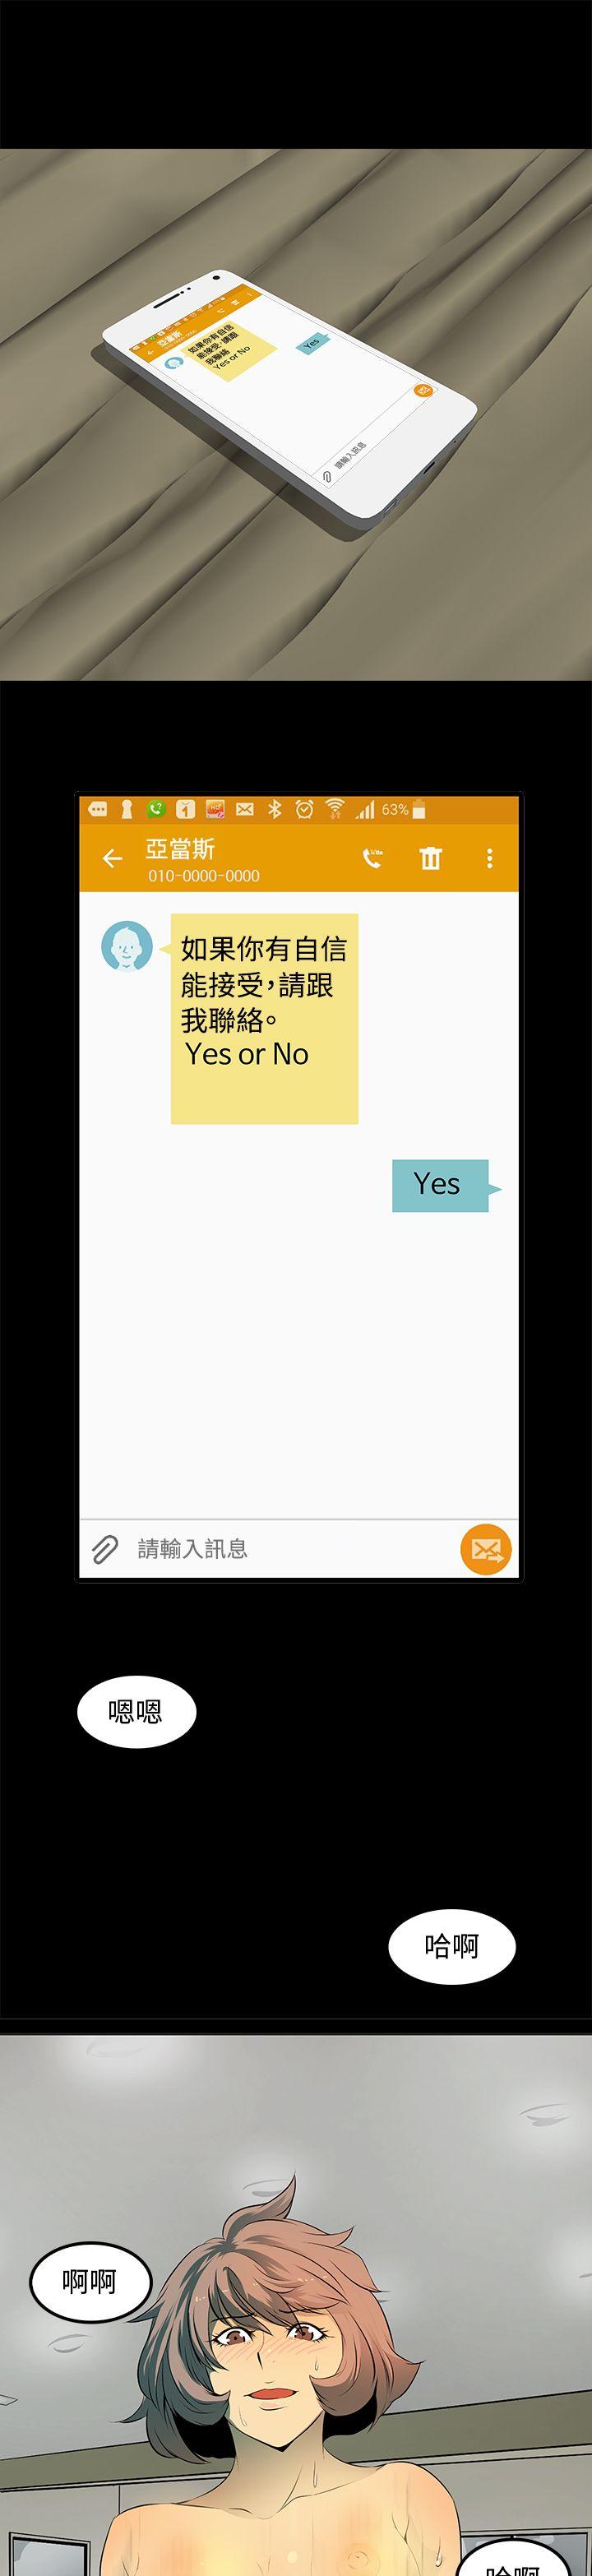 亞當斯
如果你有自信
能接受，請跟
我聯絡。
Yes or No
Yes
請輸入訊息
63%
亞當斯
010-0000-0000
如果你有自信
能接受，請跟
我聯絡。
Yes or No
Yes
請輸入訊息
嗯嗯
哈啊
啊啊
哈啊